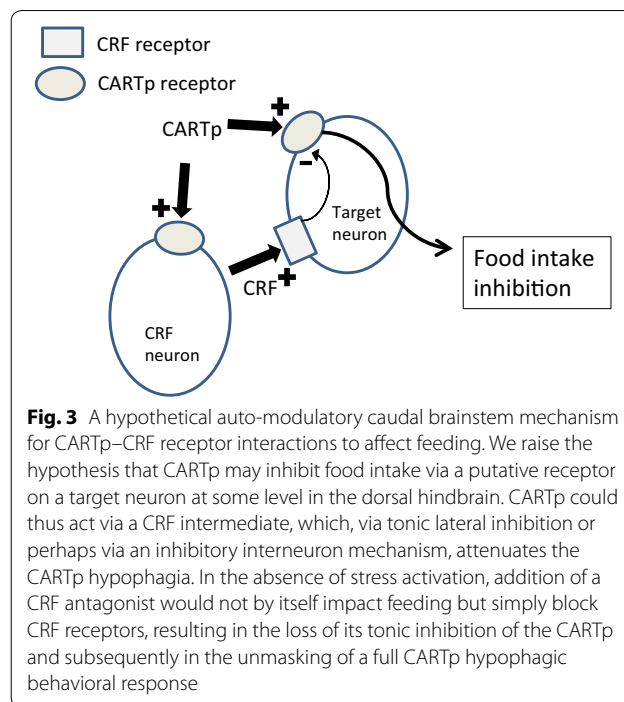 CRF receptor
CARTp receptor
+
CARTp
-
Target
neuron
+
CRF
+
CRF
neuron
Food intake
inhibition
Fig. 3 A hypothetical auto-modulatory caudal brainstem mechanism
for CARTp–CRF receptor interactions to affect feeding. We raise the
hypothesis that CARTp may inhibit food intake via a putative receptor
on a target neuron at some level in the dorsal hindbrain. CARTp could
thus act via a CRF intermediate, which, via tonic lateral inhibition or
perhaps via an inhibitory interneuron mechanism, attenuates the
CARTp hypophagia. In the absence of stress activation, addition of a
CRF antagonist would not by itself impact feeding but simply block
CRF receptors, resulting in the loss of its tonic inhibition of the CARTp
and subsequently in the unmasking of a full CARTp hypophagic
behavioral response